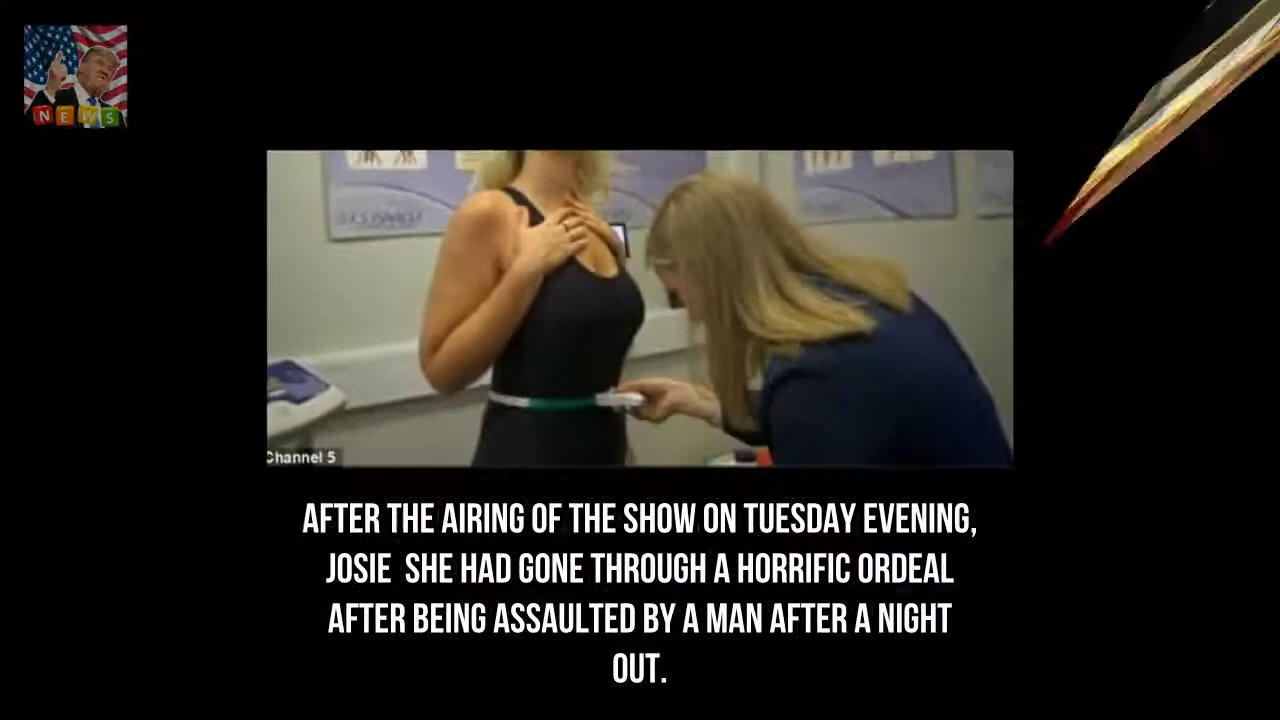 NEWS
Channel 5
AFTER THE AIRING OF THE SHOW ON TUESDAY EVENING,
JOSIE  SHE HAD GONE THROUGH A HORRIFIC ORDEAL
AFTER BEING ASSAULTED BY A MAN AFTER A NIGHT
OUT.